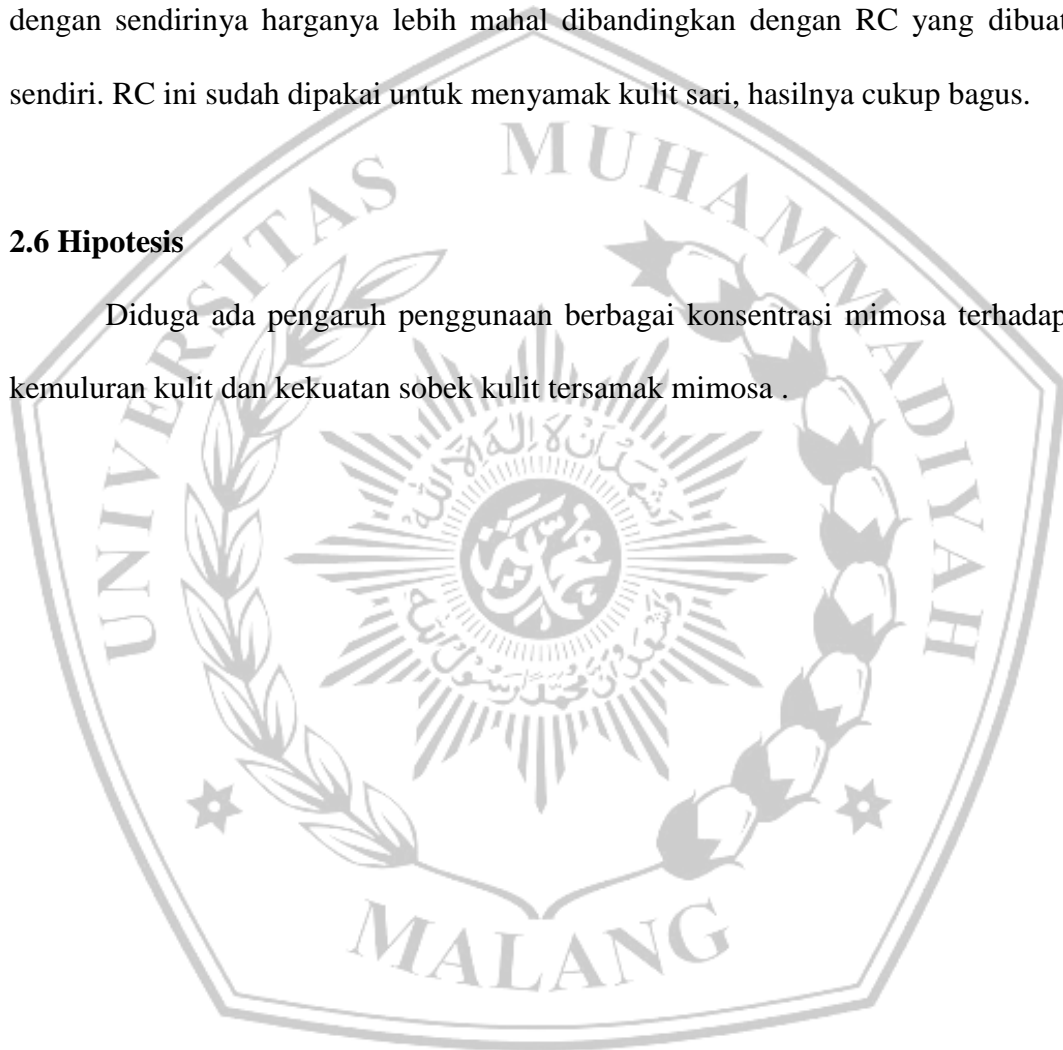 dengan sendirinya harganya lebih mahal dibandingkan dengan RC yang dibuat
sendiri. RC ini sudah dipakai untuk menyamak kulit sari, hasilnya cukup bagus.
2.6 Hipotesis
Diduga ada pengaruh penggunaan berbagai konsentrasi mimosa terhadap
kemuluran kulit dan kekuatan sobek kulit tersamak mimosa .
UNIVERSITAS MUHAMMADIYAH
MALANG